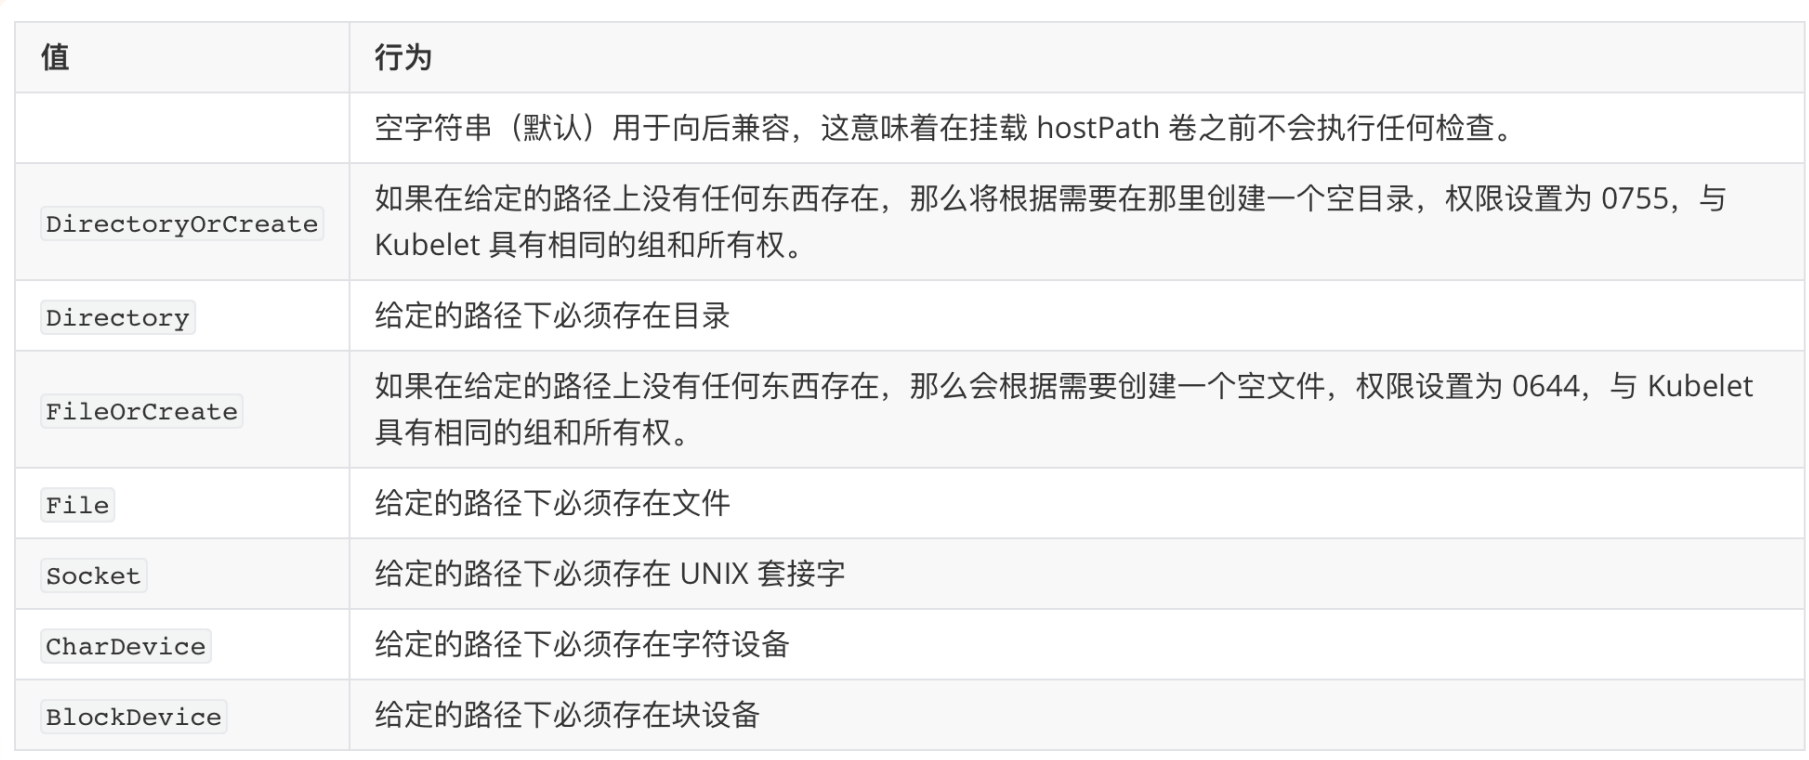 值 行为
空字符串（默认）用于向后兼容，这意味着在挂载 hostPath 卷之前不会执行任何检查。
DirectoryOrCreate 如果在给定的路径上没有任何东西存在，那么将根据需要在那里创建一个空目录，权限设置为 0755，与
Kubelet 具有相同的组和所有权。
Directory 给定的路径下必须存在目录
FileOrCreate 如果在给定的路径上没有任何东西存在，那么会根据需要创建一个空文件，权限设置为 0644，与 Kubelet
具有相同的组和所有权。
File 给定的路径下必须存在文件
Socket 给定的路径下必须存在 UNIX 套接字
CharDevice 给定的路径下必须存在字符设备
BlockDevice 给定的路径下必须存在块设备